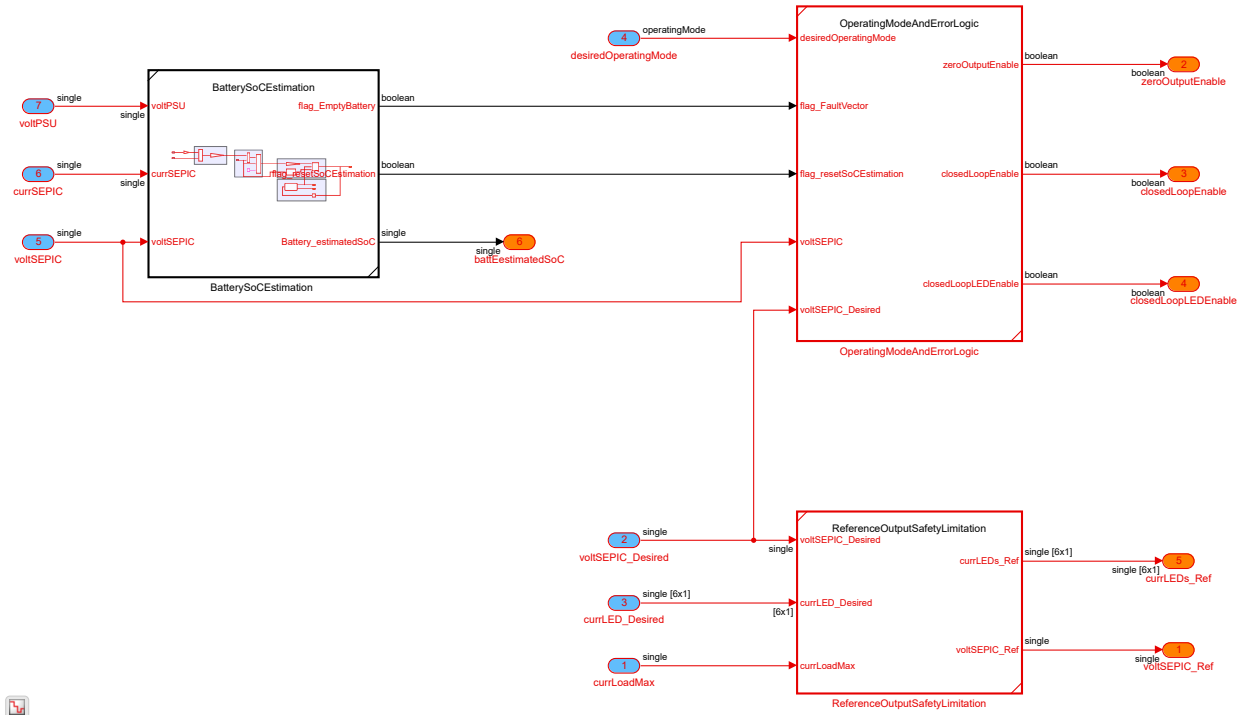 OperatingModeAndErrorLogic
operatingMode
4
desiredOperatingMode
desiredOperatingMode
zeroOutputEnable
boolean
2
boolean
zeroOutputEnable
BatterySoCEstimation
single
7
voltPSU
single
voltPSU
flag_EmptyBattery
boolean
flag_FaultVector
single
6
currSEPIC
single
currSEPIC
flag_resetSoCEstimation
boolean
flag_resetSoCEstimation
closedLoopEnable
boolean
3
boolean
closedLoopEnable
single
5
voltSEPIC
voltSEPIC
Battery_estimatedSoC
single
6
single
battEestimatedSoC
voltSEPIC
BatterySoCEstimation
closedLoopLEDEnable
boolean
4
boolean
closedLoopLEDEnable
voltSEPIC_Desired
OperatingModeAndErrorLogic
ReferenceOutputSafetyLimitation
single
2
voltSEPIC_Desired
single
voltSEPIC_Desired
currLEDs_Ref
single [6x1]
5
single [6x1]
currLEDs_Ref
single [6x1]
3
currLED_Desired
[6x1]
currLED_Desired
voltSEPIC_Ref
single
1
single
voltSEPIC_Ref
single
1
currLoadMax
currLoadMax
ReferenceOutputSafetyLimitation